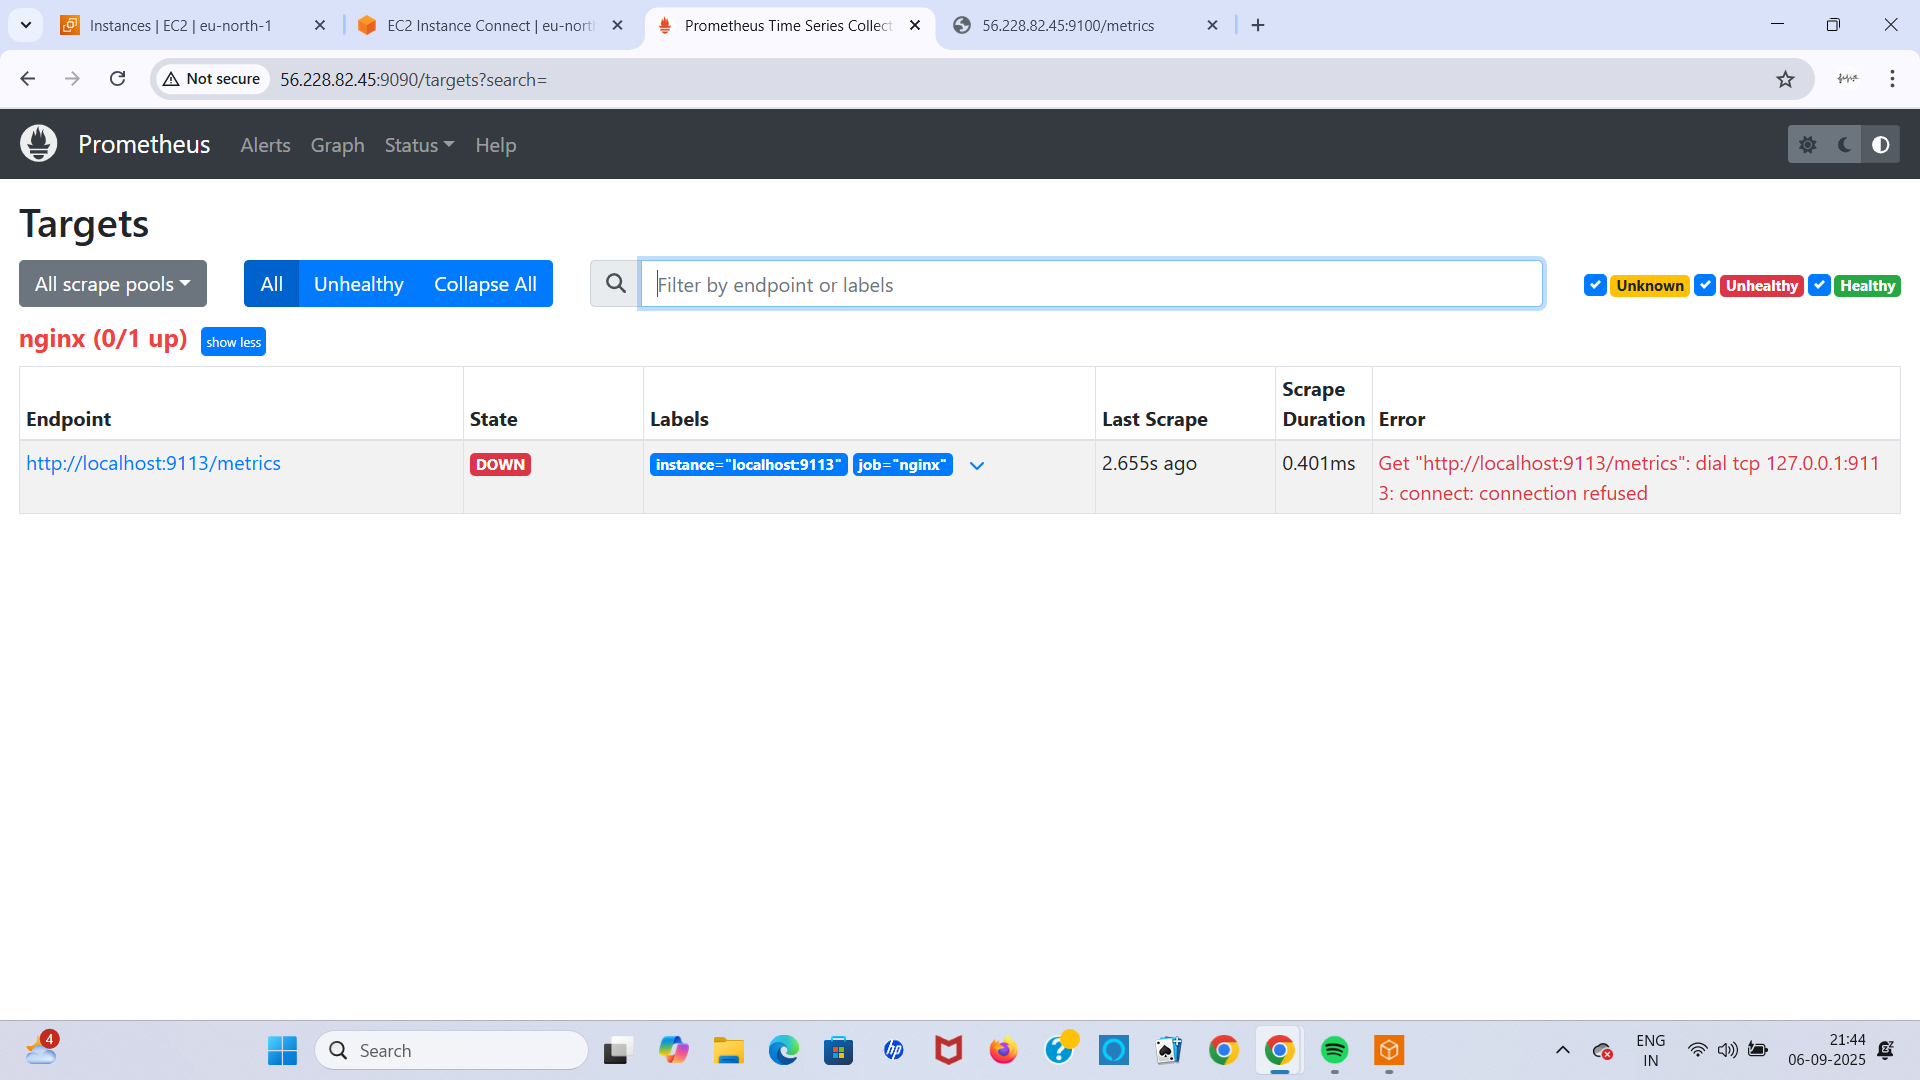 Instances | EC2 | eu-north-1
EC2 Instance Connect | eu-north
Prometheus Time Series Collect
56.228.82.45:9100/metrics
Not secure
56.228.82.45:9090/targets?search=
Prometheus
Alerts
Graph
Status
Help
Targets
All scrape pools
All
Unhealthy
Collapse All
Filter by endpoint or labels
Unknown
Unhealthy
Healthy
nginx (0/1 up)
show less
Endpoint
State
Labels
Last Scrape
Scrape
Duration
Error
http://localhost:9113/metrics
DOWN
instance="localhost:9113"
job="nginx"
2.655s ago
0.401ms
Get "http://localhost:9113/metrics": dial tcp 127.0.0.1:911
3: connect: connection refused
4
Search
hp
ENG
IN
21:44
06-09-2025